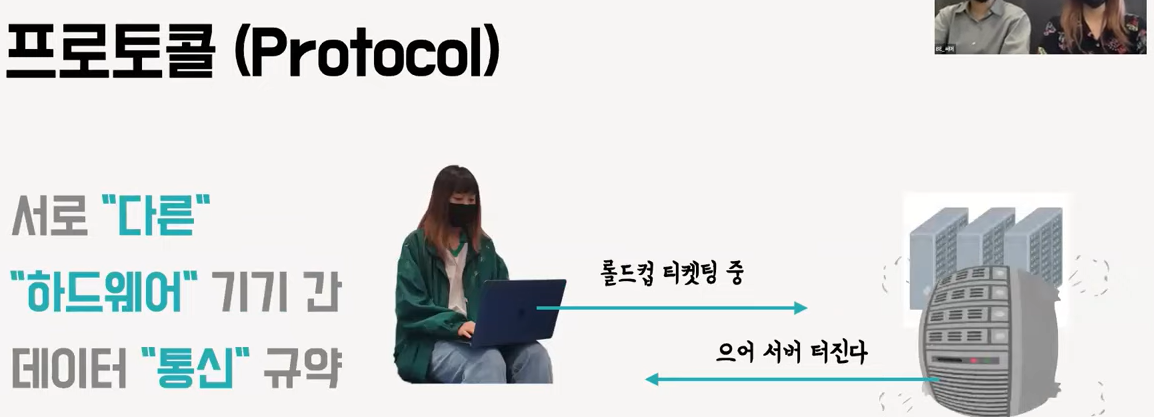 프로토콜 (Protocol)
서로 "다른"
"하드웨어" 기기 간
데이터 "통신" 규약
롤드컵 티켓팅 중
으어 서버 터진다